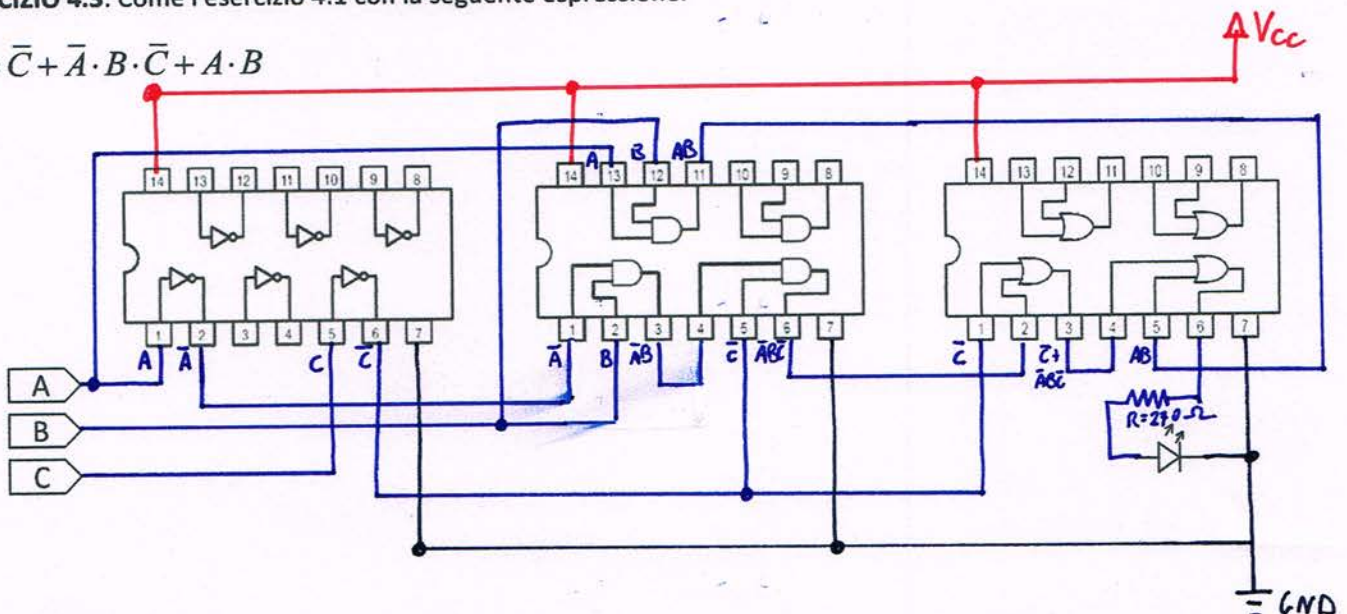 CIZIO 4.3: Come l'esercizio 4.1 con la seguente espressione:
Vcc
C̅ + A̅ · B · C̅ + A · B
A B AB
14 13 12 11 10 9 8
14 13 12 11 10 9 8
14 13 12 11 10 9 8
1 2 3 4 5 6 7
1 2 3 4 5 6 7
1 2 3 4 5 6 7
A A̅ C C̅
A̅ B A̅B C̅ A̅BC̅
C̅ C̅+ A̅BC̅ AB
A
B
C
R=270 Ω
GND